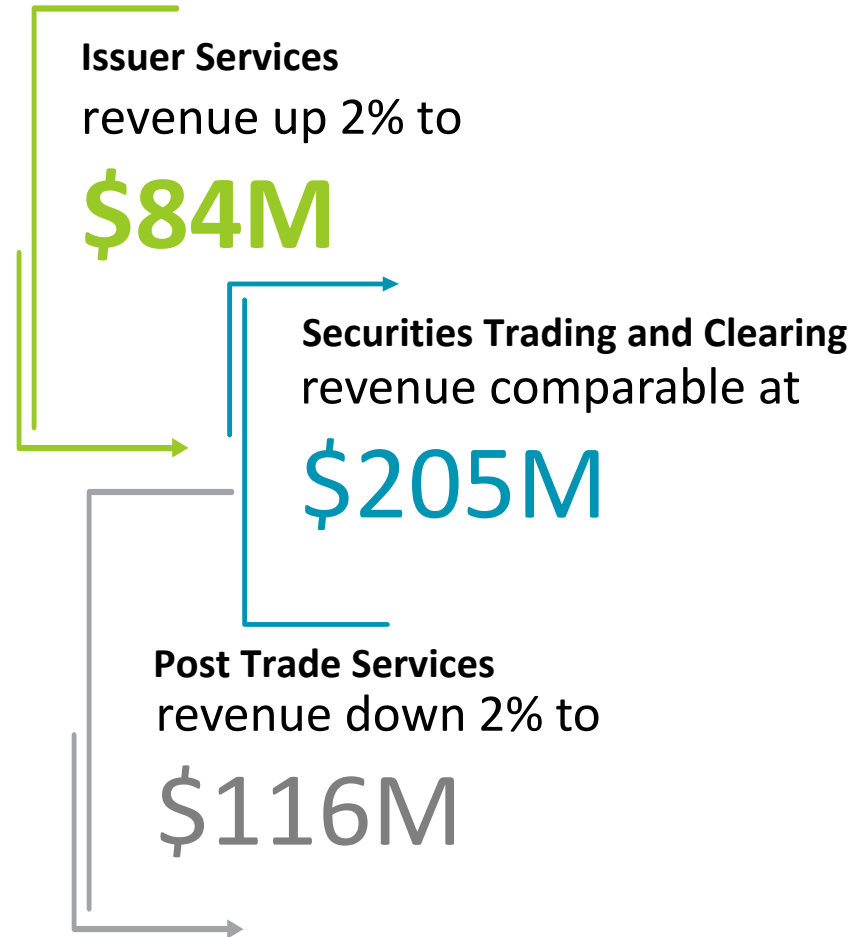 Issuer Services
revenue up 2% to
$84M
Securities Trading and Clearing
revenue comparable at
$205M
Post Trade Services
revenue down 2% to
$116M